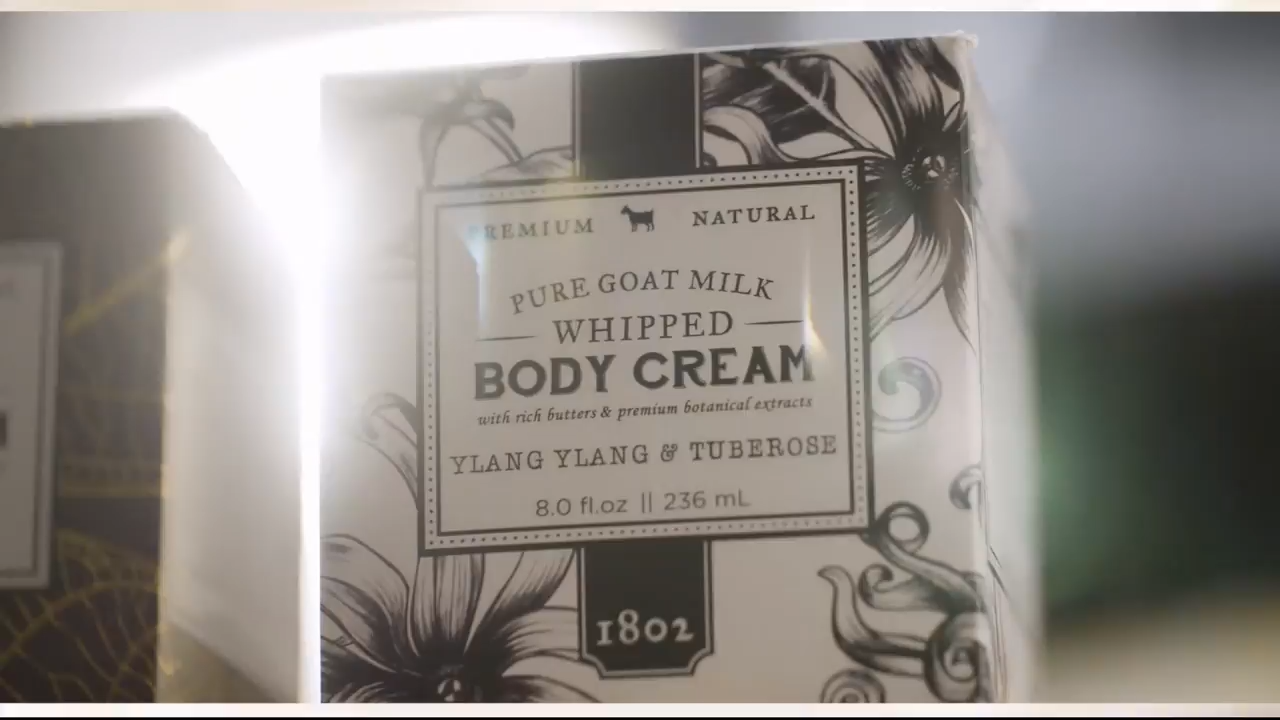 PREMIUM NATURAL
PURE GOAT MILK
WHIPPED
BODY CREAM
with rich butters & premium botanical extracts
YLANG YLANG & TUBEROSE
8.0 fl.oz || 236 mL
1802